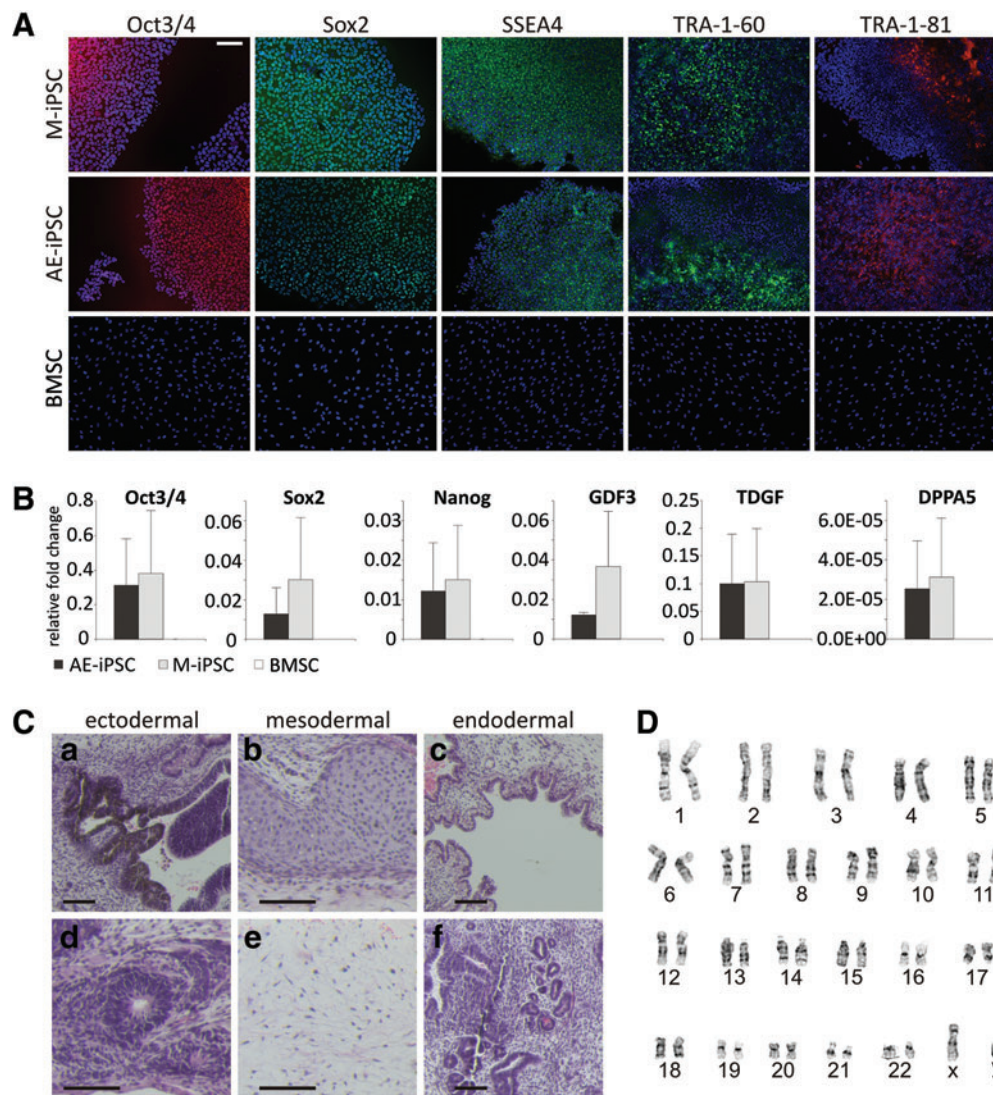 A
Oct3/4 Sox2 SSEA4 TRA-1-60 TRA-1-81
M-iPSC
AE-iPSC
BMSC
B
Oct3/4 Sox2 Nanog GDF3 TDGF DPPA5
relative fold change
0.8
0.6
0.4
0.2
0
0.06
0.04
0.02
0
0.03
0.02
0.01
0
0.06
0.04
0.02
0
0.25
0.2
0.15
0.1
0.05
0
6.0E-05
4.0E-05
2.0E-05
0.0E+00
AE-iPSC M-iPSC BMSC
C
ectodermal mesodermal endodermal
a b c
d e f
D
1 2 3 4 5
6 7 8 9 10 11
12 13 14 15 16 17
18 19 20 21 22 x